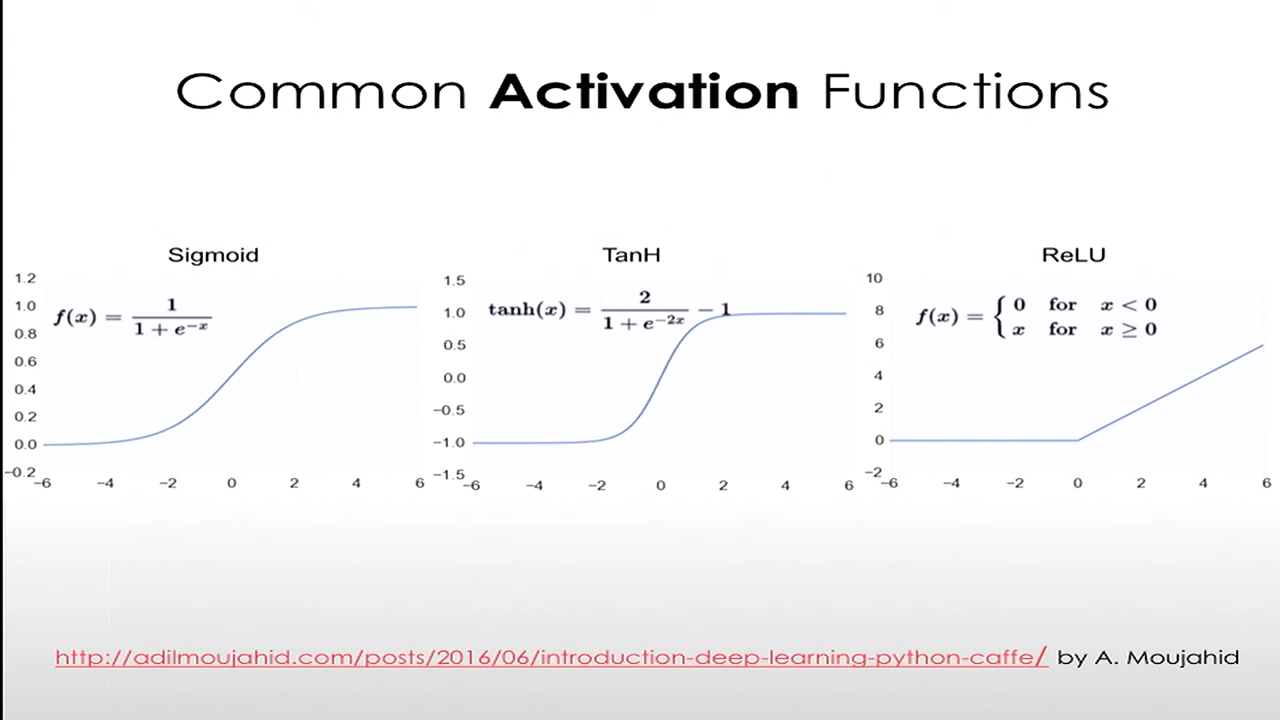 Common Activation Functions
Sigmoid
1.2
1.0
0.8
0.6
0.4
0.2
0.0
−0.2
f(x) = 1 / (1 + e^{−x})
−6 −4 −2 0 2 4 6
TanH
1.5
1.0
0.5
0.0
−0.5
−1.0
−1.5
tanh(x) = 2 / (1 + e^{−2x}) − 1
−6 −4 −2 0 2 4 6
ReLU
10
8
6
4
2
0
−2
f(x) = { 0 for x < 0
x for x ≥ 0
−6 −4 −2 0 2 4 6
http://adilmoujahid.com/posts/2016/06/introduction-deep-learning-python-caffe/ by A. Moujahid